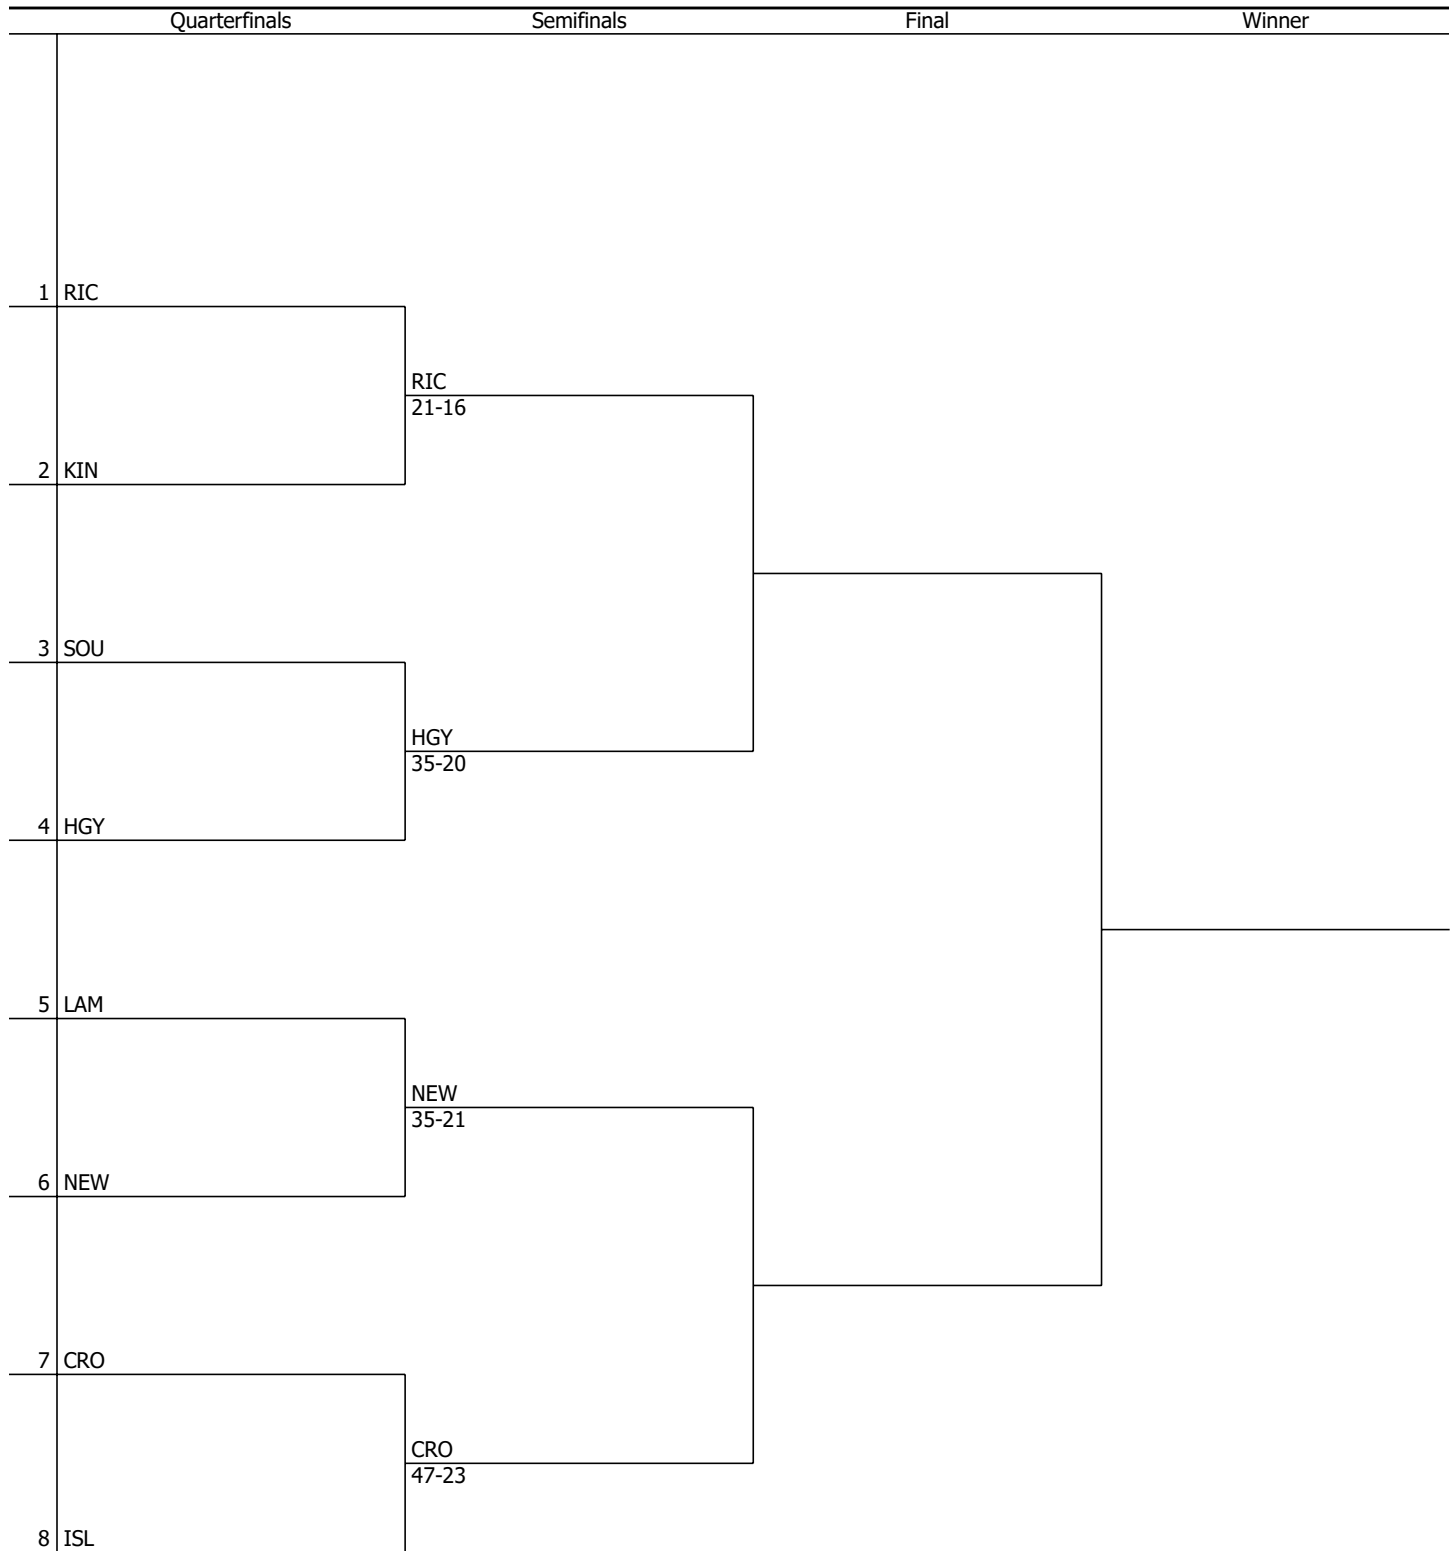 Quarterfinals Semifinals Final Winner
1 RIC
RIC
21-16
2 KIN
3 SOU
HGY
35-20
4 HGY
5 LAM
NEW
35-21
6 NEW
7 CRO
CRO
47-23
8 ISL